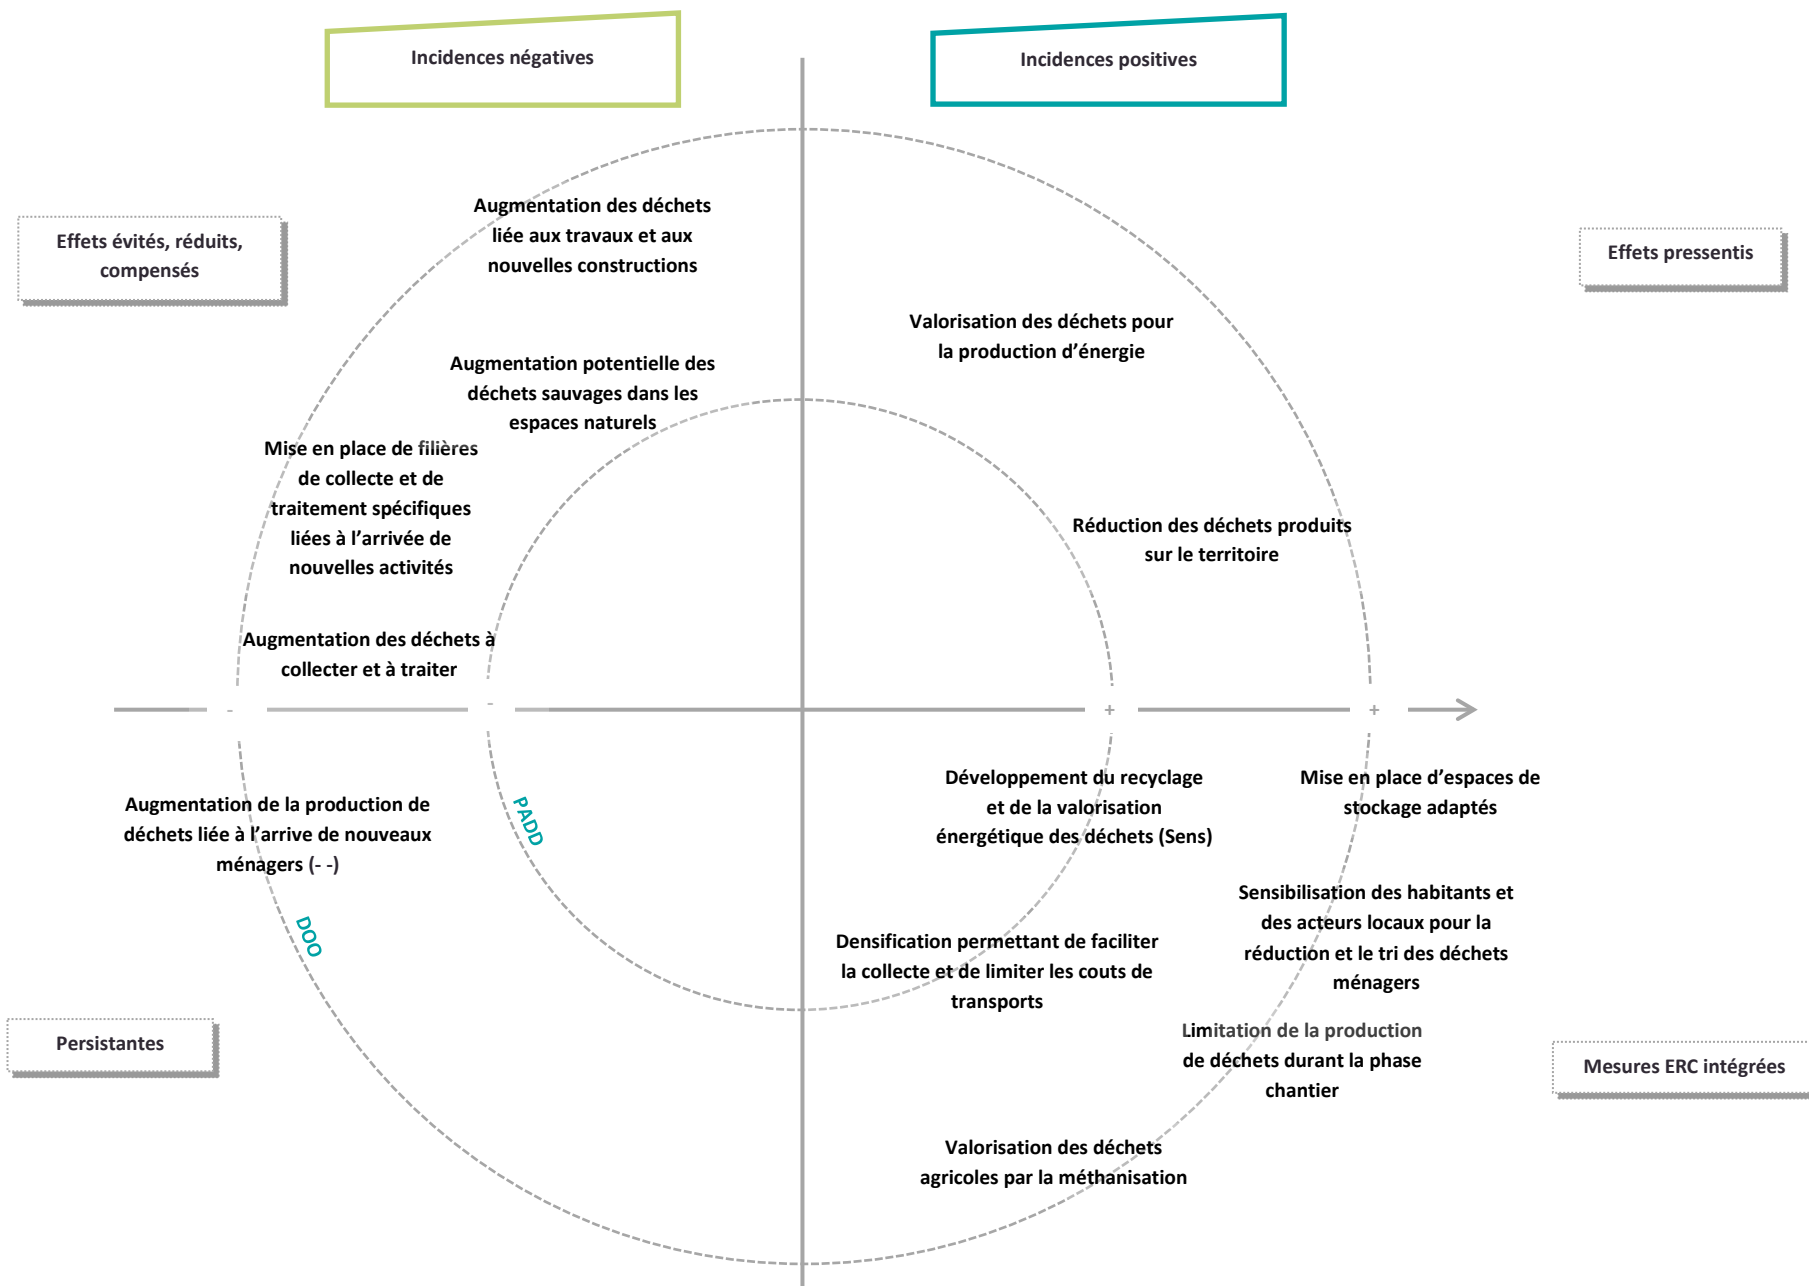 Incidences négatives
Incidences positives
Effets évités, réduits,
compensés
Effets pressentis
Augmentation des déchets
liée aux travaux et aux
nouvelles constructions
Valorisation des déchets pour
la production d'énergie
Augmentation potentielle des
déchets sauvages dans les
espaces naturels
Mise en place de filières
de collecte et de
traitement spécifiques
liées à l'arrivée de
nouvelles activités
Réduction des déchets produits
sur le territoire
Augmentation des déchets à
collecter et à traiter
-
-
+
+
Augmentation de la production de
déchets liée à l'arrive de nouveaux
ménagers (- -)
PADD
DOO
Développement du recyclage
et de la valorisation
énergétique des déchets (Sens)
Mise en place d'espaces de
stockage adaptés
Sensibilisation des habitants et
des acteurs locaux pour la
réduction et le tri des déchets
ménagers
Densification permettant de faciliter
la collecte et de limiter les couts de
transports
Persistantes
Limitation de la production
de déchets durant la phase
chantier
Mesures ERC intégrées
Valorisation des déchets
agricoles par la méthanisation